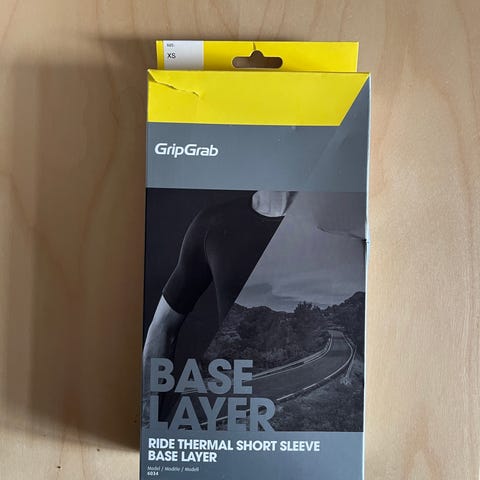 XS
GripGrab
BASE
LAYER
RIDE THERMAL SHORT SLEEVE
BASE LAYER
Model / Modèle / Modell
6034